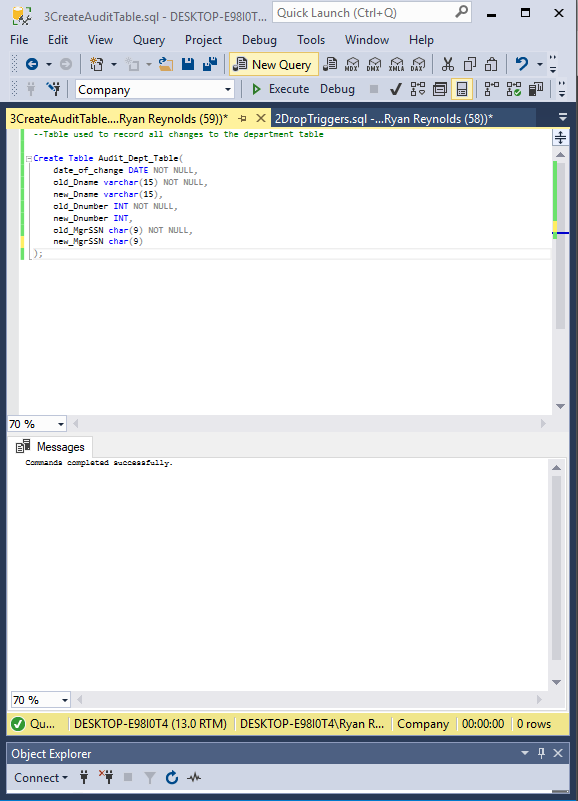 3CreateAuditTable.sql - DESKTOP-E98I0T...
Quick Launch (Ctrl+Q)
File Edit View Query Project Debug Tools Window Help
New Query MDX DMX XMLA DAX
Company Execute Debug
3CreateAuditTable....Ryan Reynolds (59))* 2DropTriggers.sql -...Ryan Reynolds (58))*
--Table used to record all changes to the department table
Create Table Audit_Dept_Table(
date_of_change DATE NOT NULL,
old_Dname varchar(15) NOT NULL,
new_Dname varchar(15),
old_Dnumber INT NOT NULL,
new_Dnumber INT,
old_MgrSSN char(9) NOT NULL,
new_MgrSSN char(9)
);
70 %
Messages
Commands completed successfully.
70 %
Qu... DESKTOP-E98I0T4 (13.0 RTM) DESKTOP-E98I0T4\Ryan R... Company 00:00:00 0 rows
Object Explorer
Connect